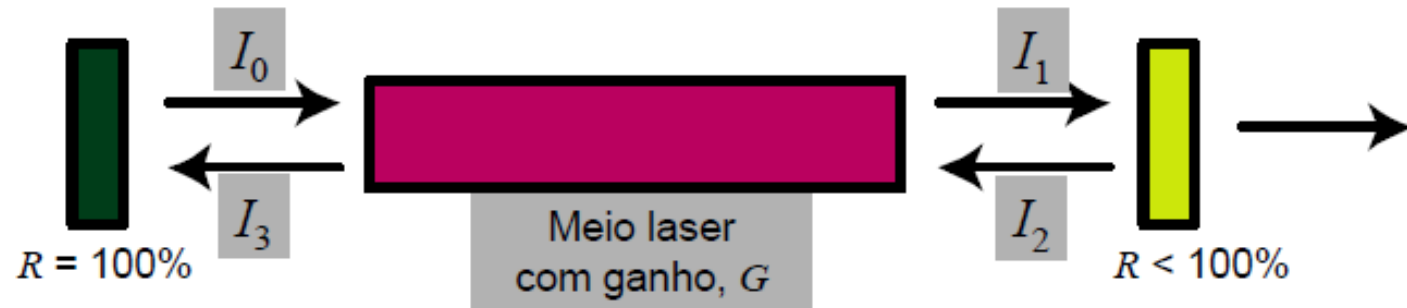 I₀
I₁
I₃
I₂
R = 100%
Meio laser
com ganho, G
R < 100%